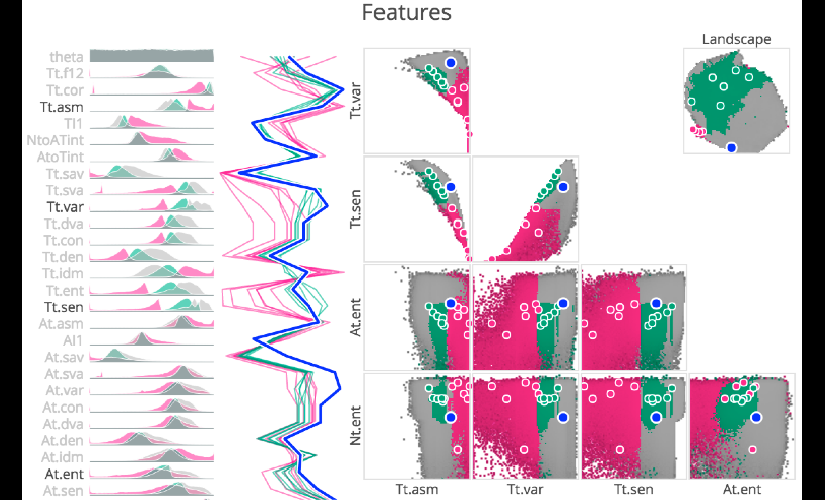 Features
Landscape
theta
Tt.f12
Tt.cor
Tt.asm
Tl1
NtoATint
AtoTint
Tt.sav
Tt.sva
Tt.var
Tt.dva
Tt.con
Tt.den
Tt.idm
Tt.ent
Tt.sen
At.asm
Al1
At.sav
At.sva
At.var
At.con
At.dva
At.den
At.idm
At.ent
At.sen
Tt.var
Tt.sen
At.ent
Nt.ent
Tt.asm
Tt.var
Tt.sen
At.ent